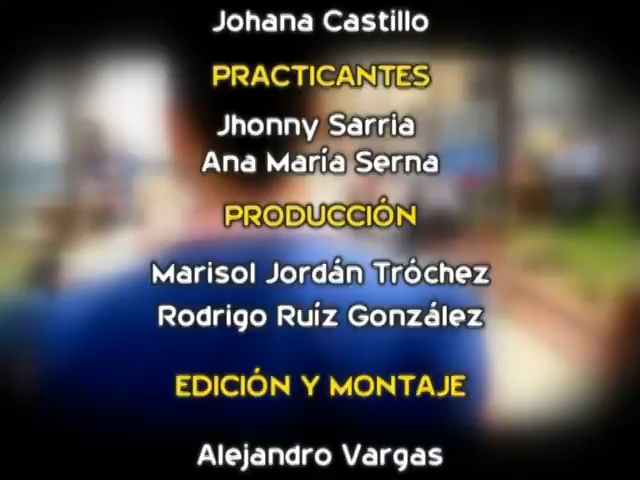 Johana Castillo
PRACTICANTES
Jhonny Sarria
Ana María Serna
PRODUCCIÓN
Marisol Jordán Tróchez
Rodrigo Ruíz González
EDICIÓN Y MONTAJE
Alejandro Vargas